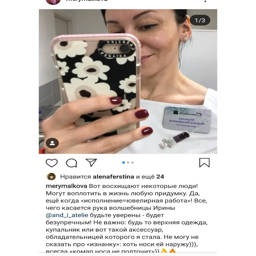 1/3
Нравится alenaferstina и ещё 24
merymalkova Вот восхищают некоторые люди!
Могут воплотить в жизнь любую придумку. Да,
ещё когда «исполнение=ювелирная работа»! Все,
чего касается рука волшебницы Ирины
@and_i_atelie будьте уверены - будет
безупречным! Не важно: будь то верхняя одежда,
купальник или вот такой аксессуар,
обладательницей которого я стала. Не могу не
сказать про «изнанку»: хоть носи ей наружу))),
всегда «комар носа не подточит»))